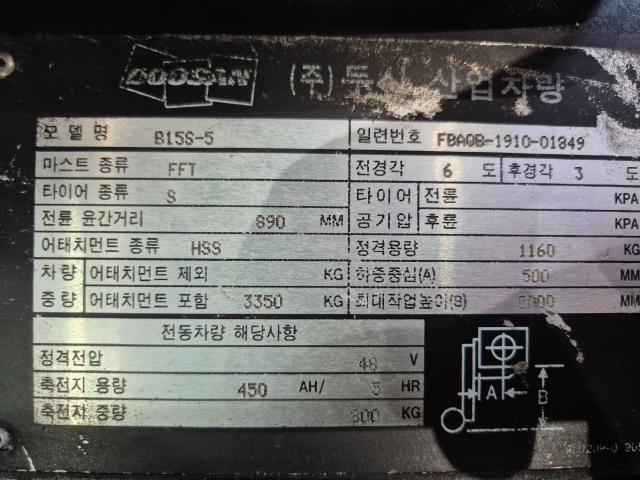 DOOSAN (주)두산 산업차량
모델명 B15S-5 일련번호 FBA0B-1910-01849
마스트 종류 FFT 전경각 6 도 후경각 3 도
타이어 종류 S 타이어 전륜 KPA
전륜 윤간거리 890 MM 공기압 후륜 KPA
어태치먼트 종류 HSS 정격용량 1160 KG
차량 어태치먼트 제외 KG 하중중심(A) 500 MM
중량 어태치먼트 포함 3350 KG 최대작업높이(B) MM
전동차량 해당사항
정격전압 48 V
축전지 용량 450 AH/ 5 HR
축전지 중량 KG
A B